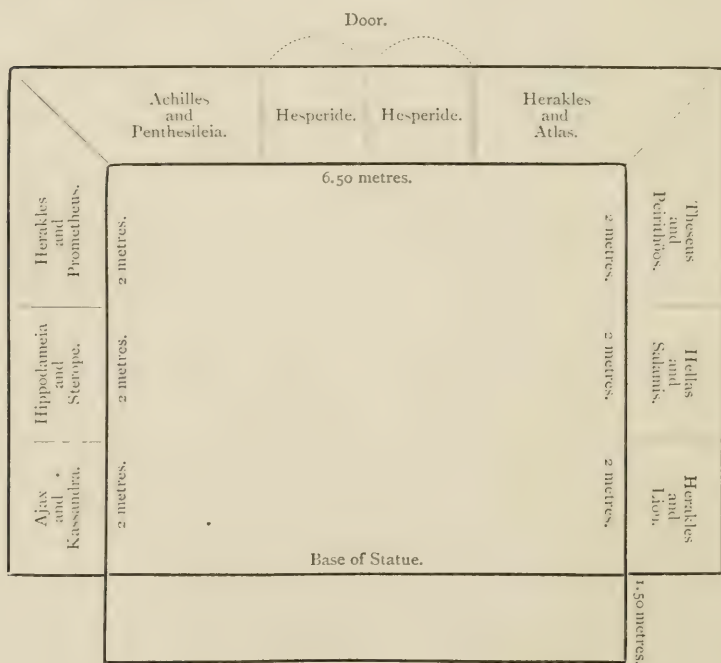 Door.
Achilles
and
Penthesileia.
Hesperide.
Hesperide.
Herakles
and
Atlas.
6.50 metres.
Herakles
and
Prometheus.
2 metres.
2 metres.
Theseus
and
Peirithöos.
Hippodameia
and
Sterope.
2 metres.
2 metres.
Hellas
and
Salamis.
Ajax
and
Kassandra.
2 metres.
2 metres.
Herakles
and
Lion.
Base of Statue.
1.50 metres.